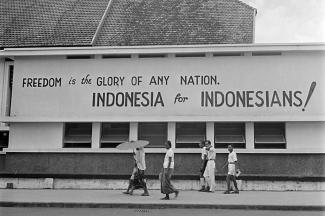 FREEDOM is the GLORY OF ANY NATION.
INDONESIA for INDONESIANS!